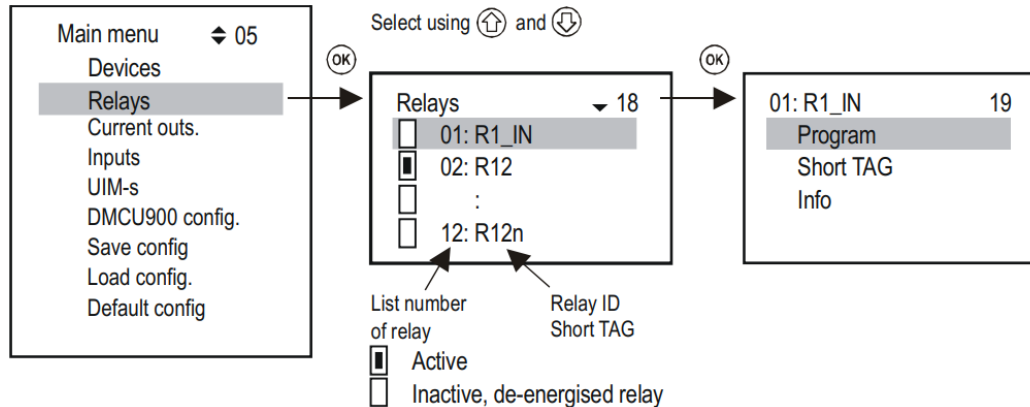 Select using and
Main menu 05
Devices
Relays
Current outs.
Inputs
UIM-s
DMCU900 config.
Save config
Load config.
Default config
OK
Relays 18
01: R1_IN
02: R12
:
12: R12n
OK
01: R1_IN 19
Program
Short TAG
Info
List number
of relay
Relay ID
Short TAG
Active
Inactive, de-energised relay